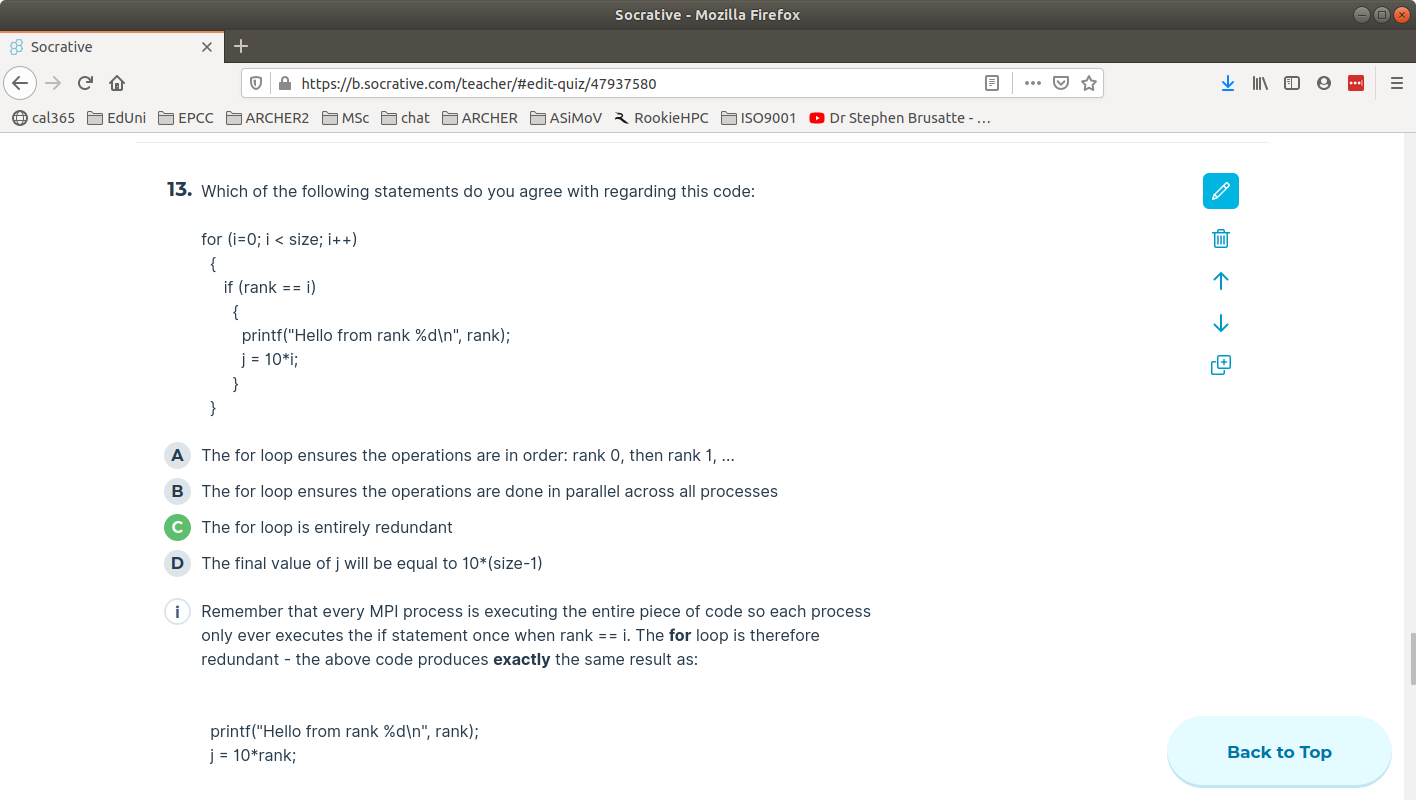 Socrative - Mozilla Firefox
Socrative
https://b.socrative.com/teacher/#edit-quiz/47937580
cal365 EdUni EPCC ARCHER2 MSc chat ARCHER ASiMoV RookieHPC ISO9001 Dr Stephen Brusatte - ...
13. Which of the following statements do you agree with regarding this code:
for (i=0; i < size; i++)
{
if (rank == i)
{
printf("Hello from rank %d\n", rank);
j = 10*i;
}
}
A The for loop ensures the operations are in order: rank 0, then rank 1, ...
B The for loop ensures the operations are done in parallel across all processes
C The for loop is entirely redundant
D The final value of j will be equal to 10*(size-1)
i Remember that every MPI process is executing the entire piece of code so each process
only ever executes the if statement once when rank == i. The for loop is therefore
redundant - the above code produces exactly the same result as:
printf("Hello from rank %d\n", rank);
j = 10*rank;
Back to Top